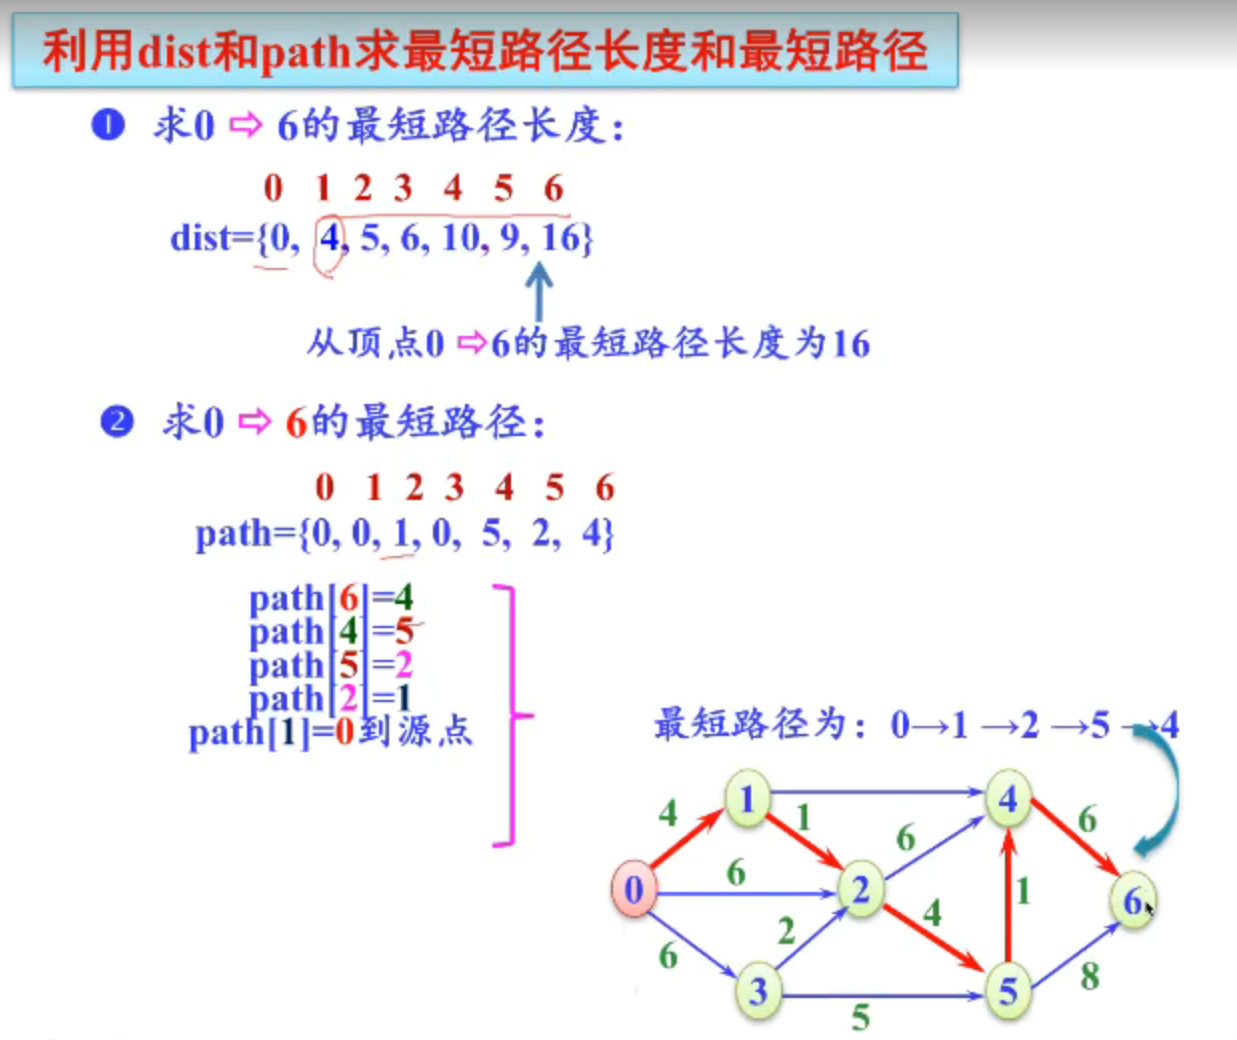 利用dist和path求最短路径长度和最短路径
❶ 求0 ⇨ 6的最短路径长度：
0 1 2 3 4 5 6
dist={0, 4, 5, 6, 10, 9, 16}
从顶点0 ⇨6的最短路径长度为16
❷ 求0 ⇨ 6的最短路径：
0 1 2 3 4 5 6
path={0, 0, 1, 0, 5, 2, 4}
path[6]=4
path[4]=5
path[5]=2
path[2]=1
path[1]=0到源点
最短路径为：0→1 →2 →5 →4
1 4
4 1 6 6
0 6 2 6
6 2 4 1
3 5 8
5